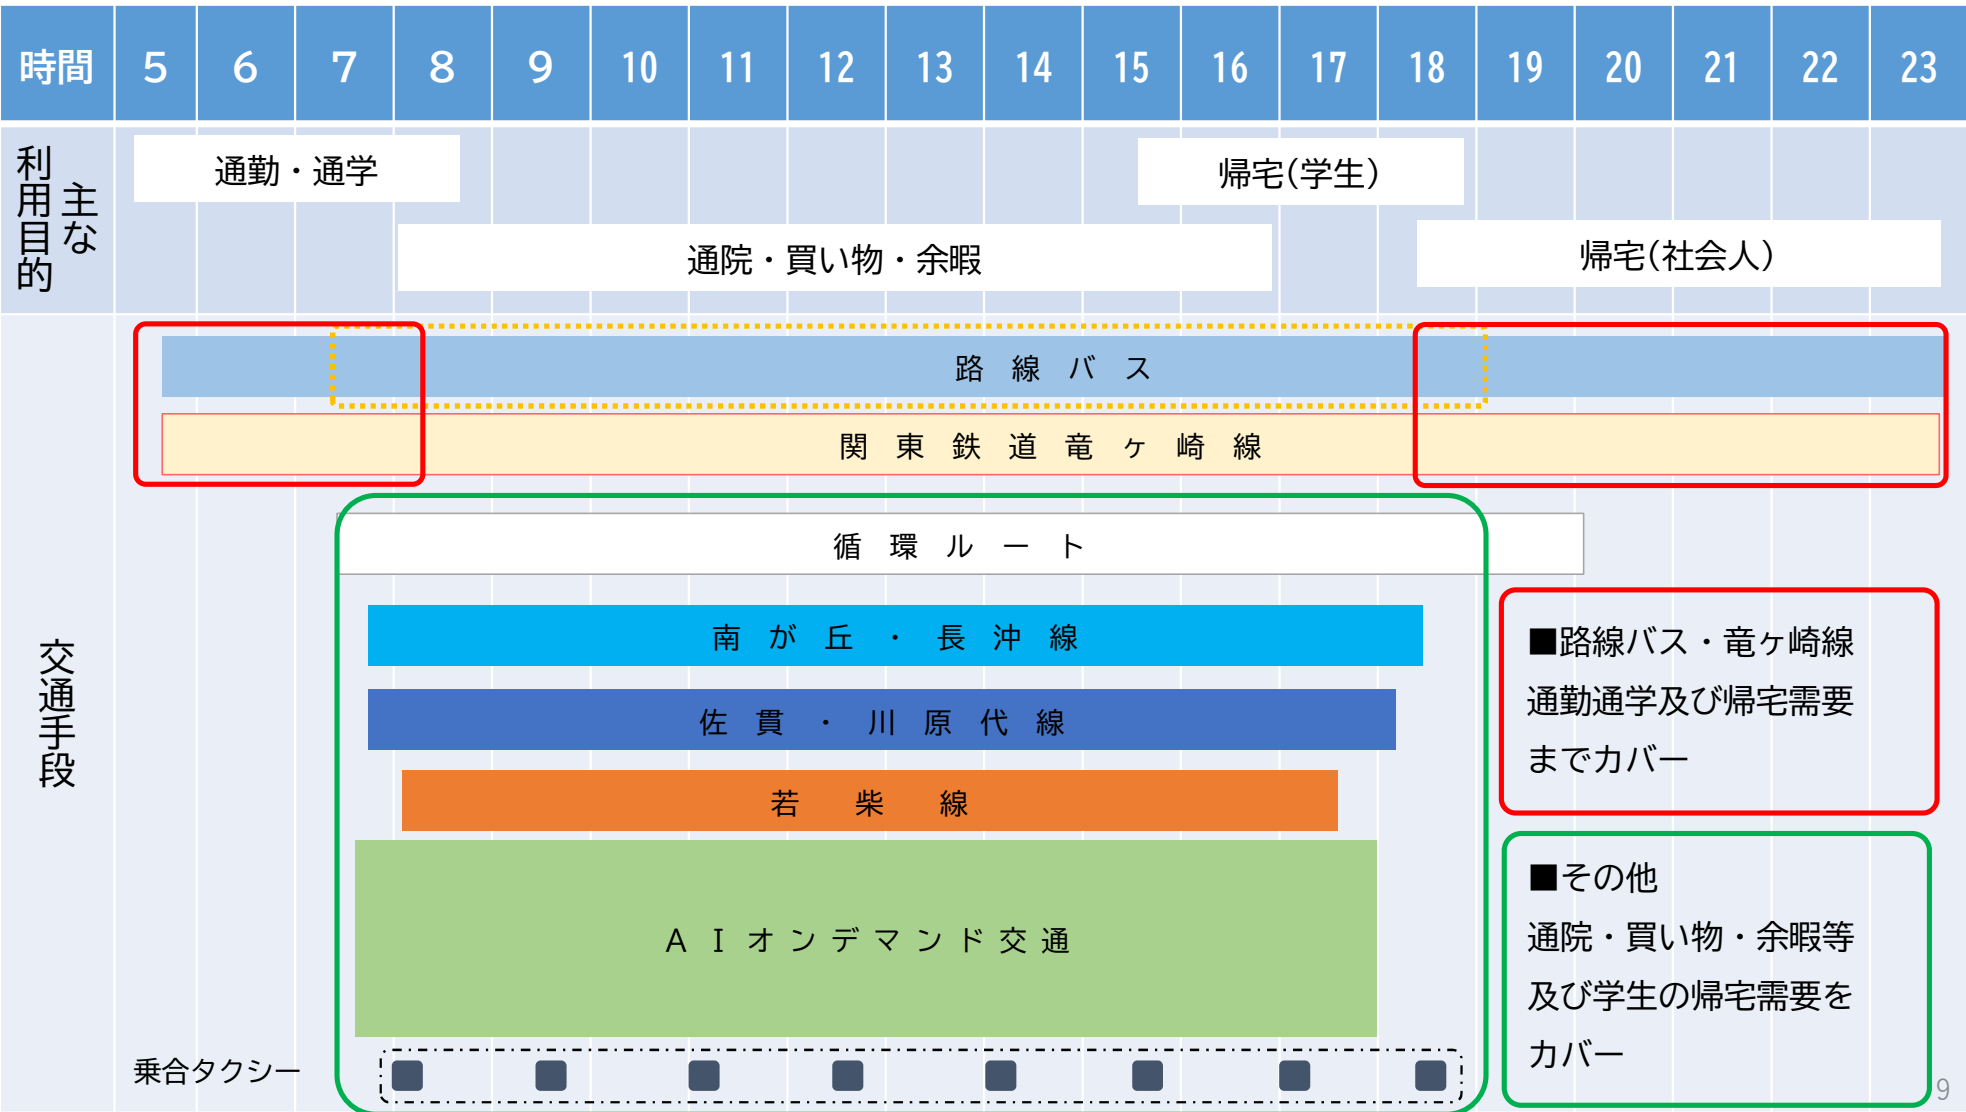 時間 5 6 7 8 9 10 11 12 13 14 15 16 17 18 19 20 21 22 23
主な
利用目的
通勤・通学
帰宅(学生)
通院・買い物・余暇
帰宅(社会人)
交通手段
路線バス
関東鉄道竜ヶ崎線
循環ルート
南が丘・長沖線
佐貫・川原代線
若柴線
AIオンデマンド交通
乗合タクシー
■路線バス・竜ヶ崎線
通勤通学及び帰宅需要
までカバー
■その他
通院・買い物・余暇等
及び学生の帰宅需要を
カバー
9